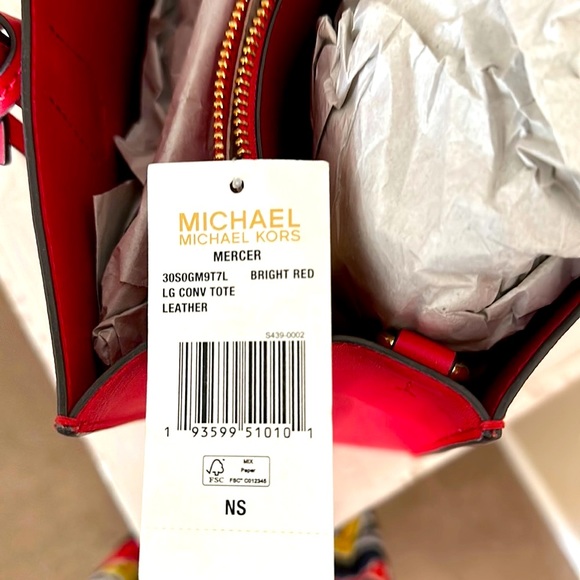 MICHAEL
MICHAEL KORS
MERCER
30S0GM9T7L BRIGHT RED
LG CONV TOTE
LEATHER
S439-0002
1 93599 51010 1
FSC
MIX
Paper
FSC® C012345
NS